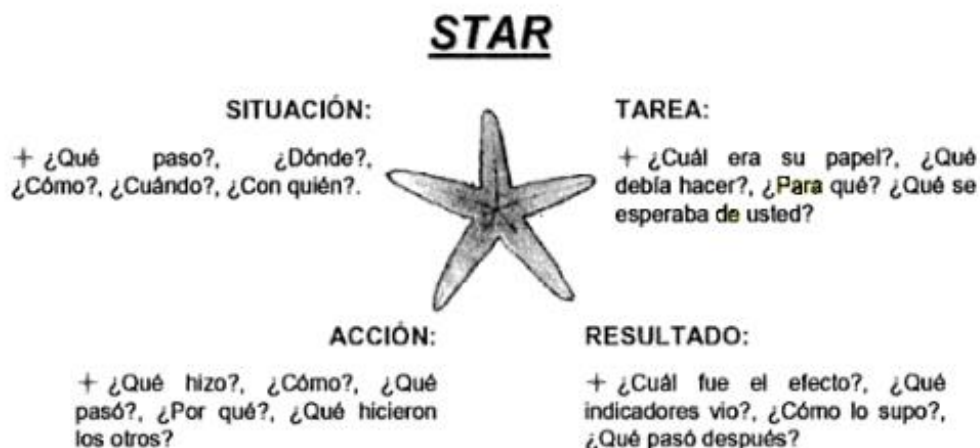 STAR
SITUACIÓN:
+ ¿Qué paso?, ¿Dónde?,
¿Cómo?, ¿Cuándo?, ¿Con quién?.
TAREA:
+ ¿Cuál era su papel?, ¿Qué
debía hacer?, ¿Para qué? ¿Qué se
esperaba de usted?
ACCIÓN:
+ ¿Qué hizo?, ¿Cómo?, ¿Qué
pasó?, ¿Por qué?, ¿Qué hicieron
los otros?
RESULTADO:
+ ¿Cuál fue el efecto?, ¿Qué
indicadores vio?, ¿Cómo lo supo?,
¿Qué pasó después?